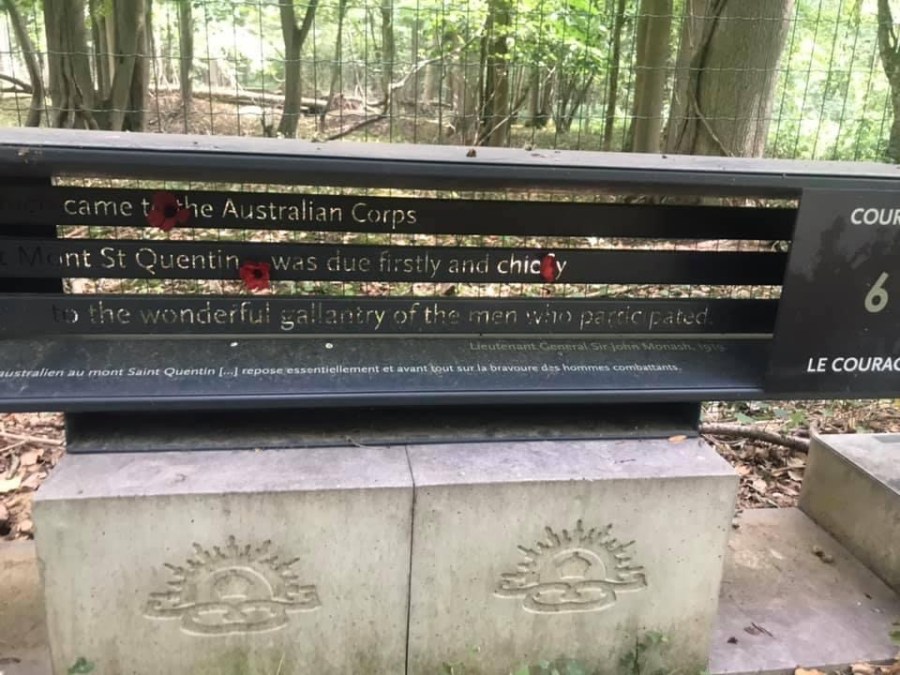 came to the Australian Corps
Mont St Quentin was due firstly and chiefly
to the wonderful gallantry of the men who participated.
Lieutenant General Sir John Monash, 1919
australien au mont Saint Quentin [...] repose essentiellement et avant tout sur la bravoure des hommes combattants.
COUR
6
LE COURAG